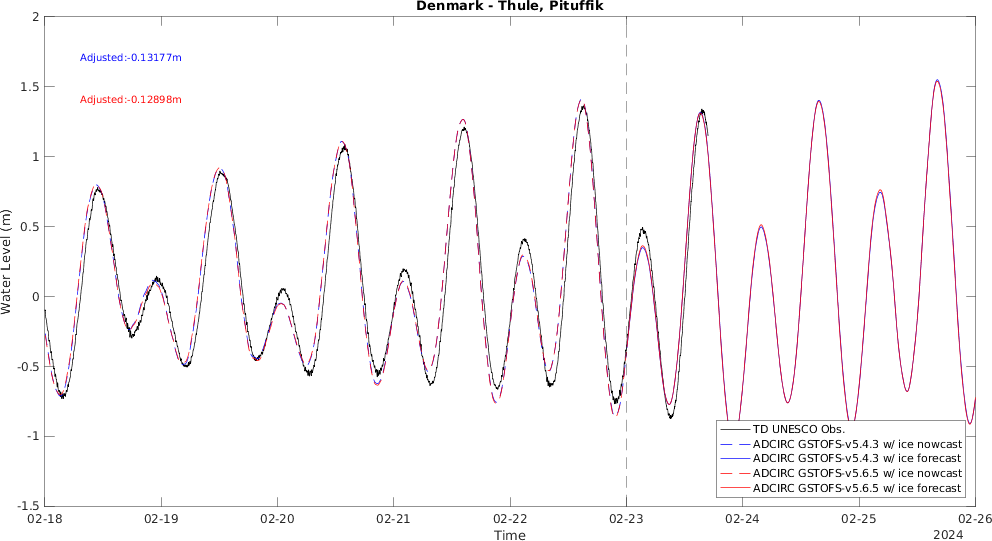 Denmark - Thule, Pituffik
Adjusted:-0.13177m
Adjusted:-0.12898m
Water Level (m)
2
1.5
1
0.5
0
-0.5
-1
-1.5
TD UNESCO Obs.
ADCIRC GSTOFS-v5.4.3 w/ ice nowcast
ADCIRC GSTOFS-v5.4.3 w/ ice forecast
ADCIRC GSTOFS-v5.6.5 w/ ice nowcast
ADCIRC GSTOFS-v5.6.5 w/ ice forecast
02-18 02-19 02-20 02-21 02-22 02-23 02-24 02-25 02-26
Time
2024